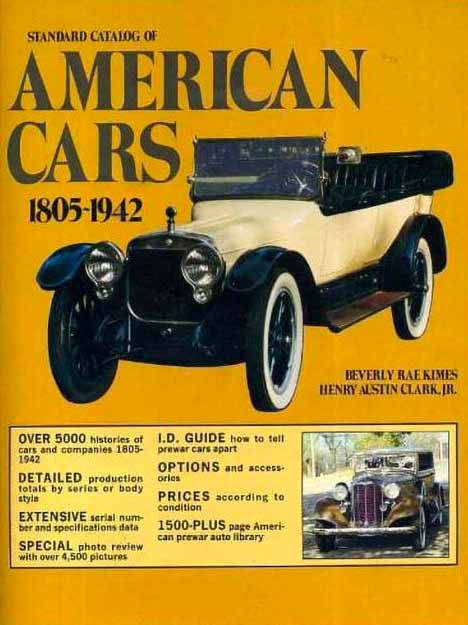 STANDARD CATALOG OF
AMERICAN
CARS
1805-1942
BEVERLY RAE KIMES
HENRY AUSTIN CLARK, JR.
OVER 5000 histories of
cars and companies 1805-
1942
DETAILED production
totals by series or body
style
EXTENSIVE serial num-
ber and specifications data
SPECIAL photo review
with over 4,500 pictures
I.D. GUIDE how to tell
prewar cars apart
OPTIONS and access-
ories
PRICES according to
condition
1500-PLUS page Ameri-
can prewar auto library